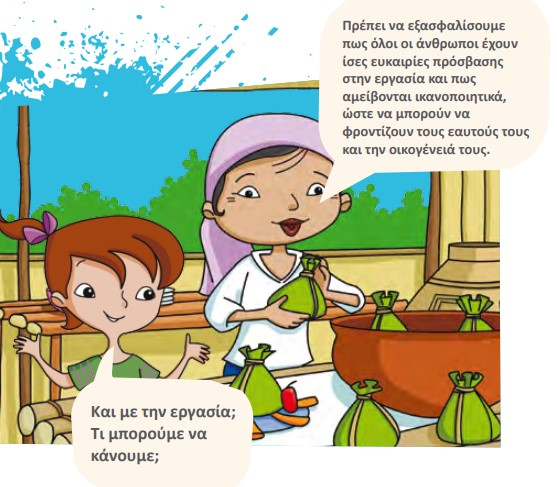 Πρέπει να εξασφαλίσουμε
πως όλοι οι άνθρωποι έχουν
ίσες ευκαιρίες πρόσβασης
στην εργασία και πως
αμείβονται ικανοποιητικά,
ώστε να μπορούν να
φροντίζουν τους εαυτούς τους
και την οικογένειά τους.
Και με την εργασία;
Τι μπορούμε να
κάνουμε;